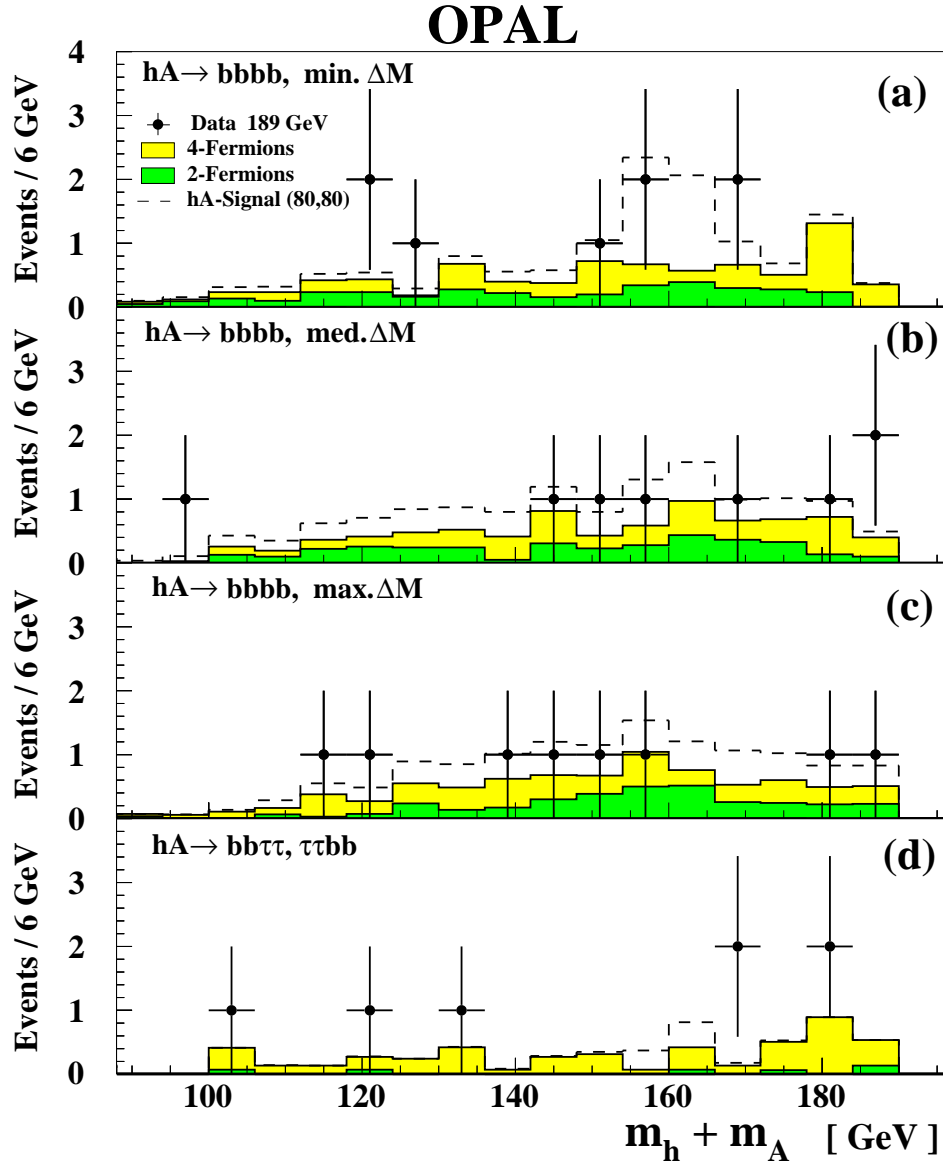 OPAL
hA→ bbbb, min. ΔM
(a)
Data 189 GeV
4-Fermions
2-Fermions
hA-Signal (80,80)
Events / 6 GeV
4
3
2
1
0
hA→ bbbb, med. ΔM
(b)
Events / 6 GeV
3
2
1
0
hA→ bbbb, max. ΔM
(c)
Events / 6 GeV
3
2
1
0
hA→ bbττ, ττbb
(d)
Events / 6 GeV
3
2
1
0
100 120 140 160 180
m_h + m_A [ GeV ]